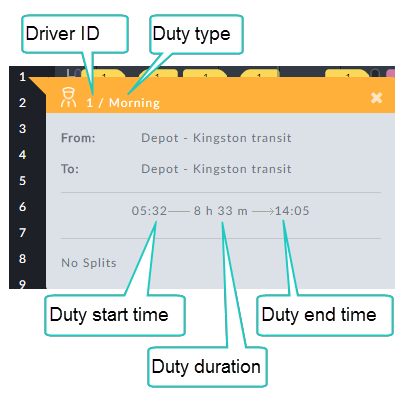 Driver ID
Duty type
1
2
3
4
5
6
7
8
9
1 / Morning
From: Depot - Kingston transit
To: Depot - Kingston transit
05:32 8 h 33 m 14:05
No Splits
Duty start time
Duty end time
Duty duration